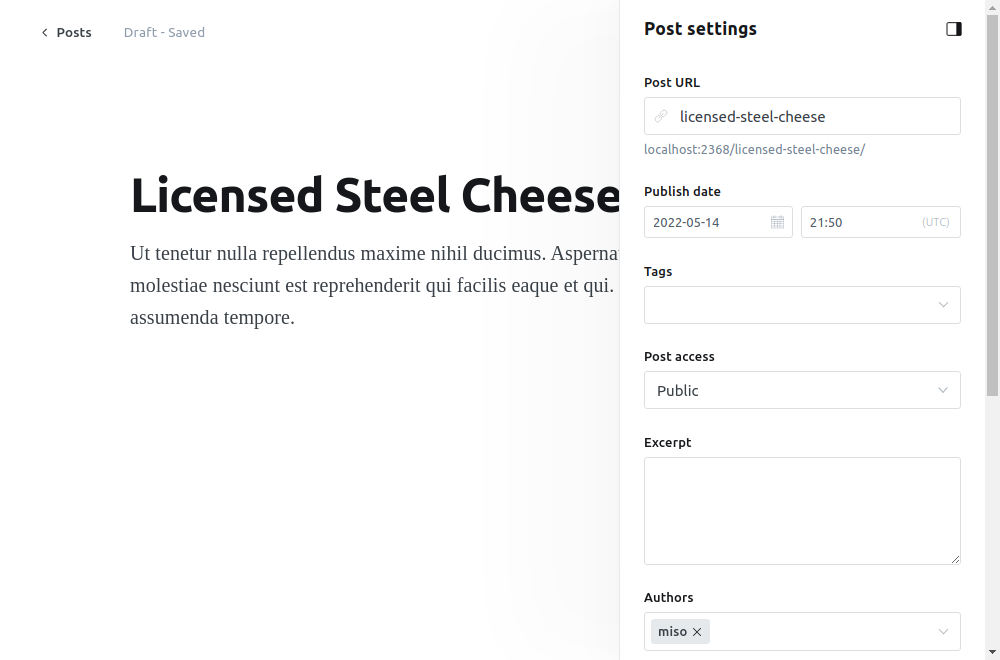 Posts
Draft - Saved
Licensed Steel Cheese
Ut tenetur nulla repellendus maxime nihil ducimus.
molestiae nesciunt est reprehenderit qui facilis eaque et qui.
assumenda tempore.
Post settings
Post URL
licensed-steel-cheese
localhost:2368/licensed-steel-cheese/
Publish date
2022-05-14
21:50
(UTC)
Tags
Post access
Public
Excerpt
Authors
miso